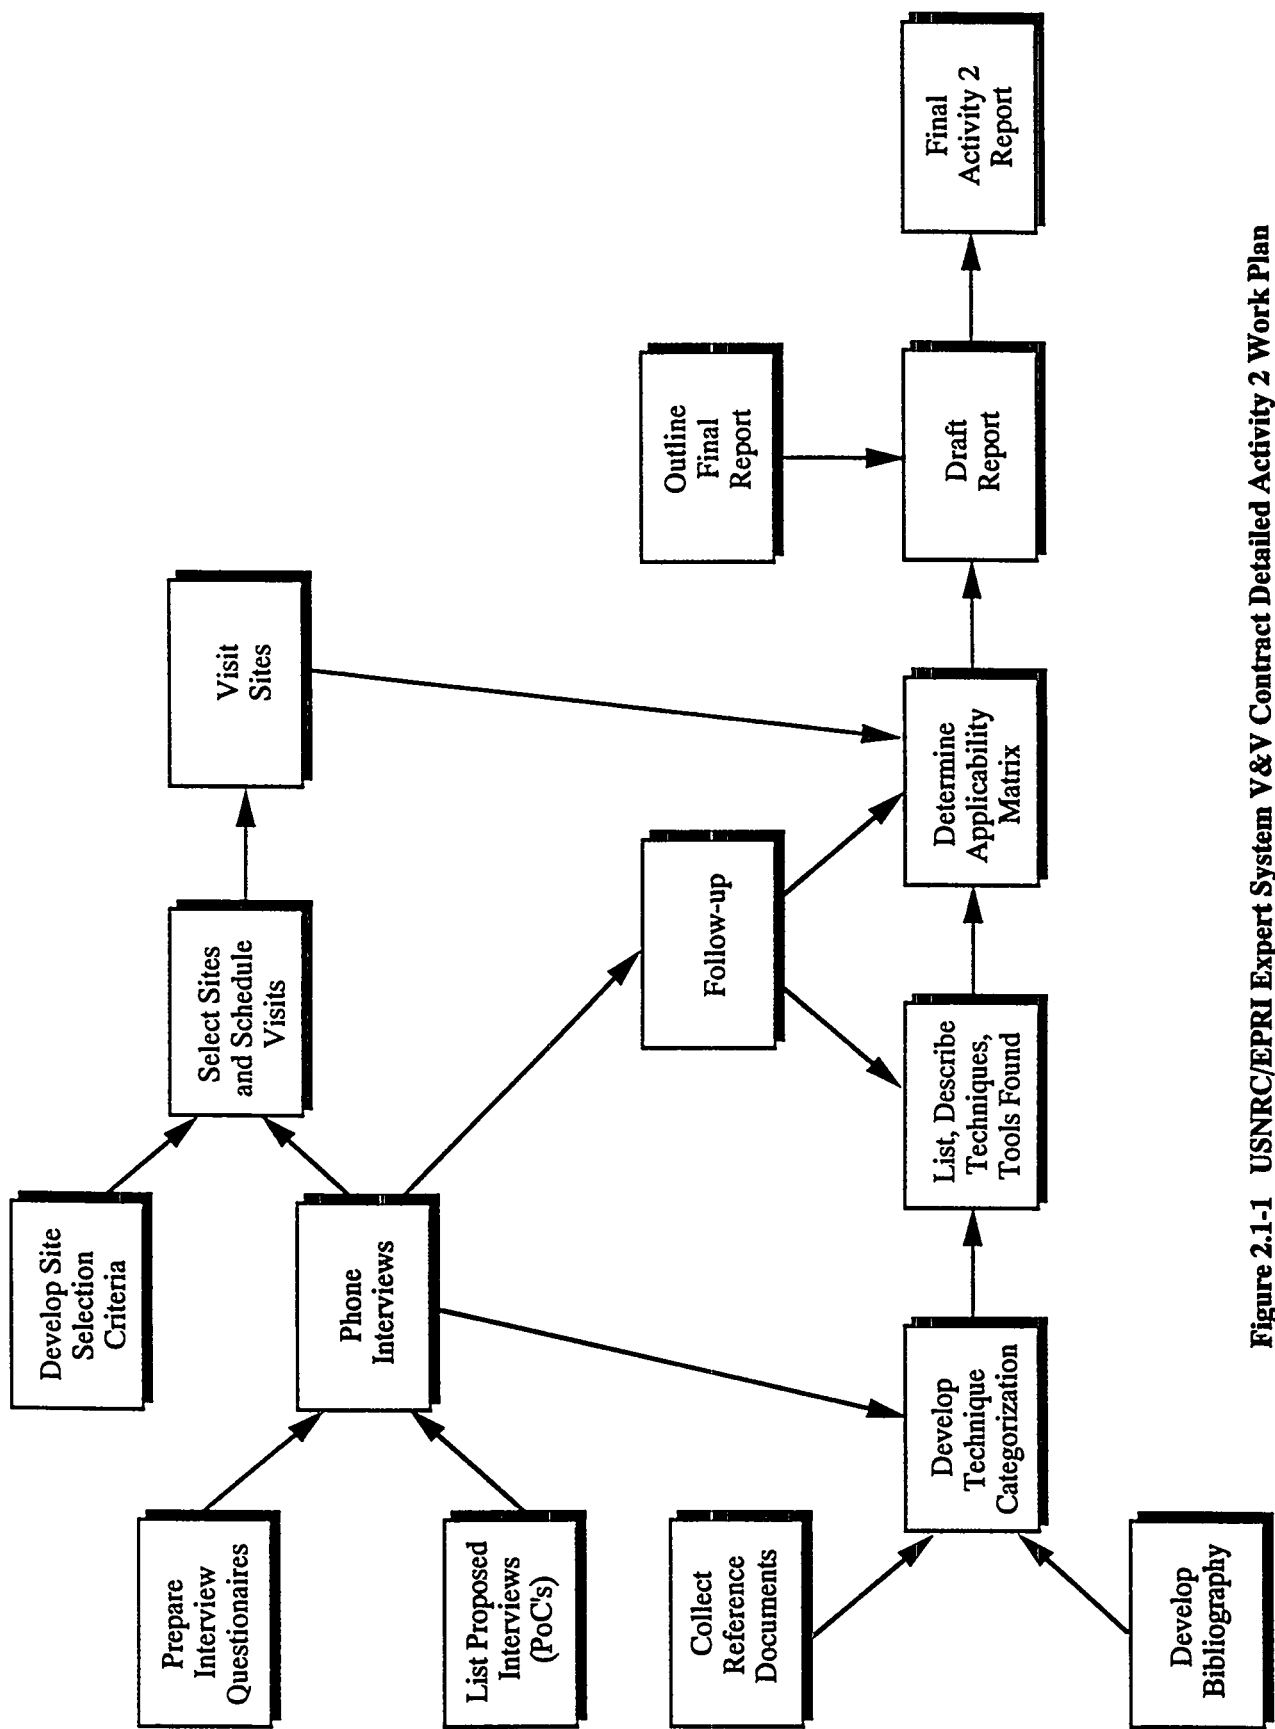 Prepare
Interview
Questionaires
List Proposed
Interviews
(PoC's)
Collect
Reference
Documents
Develop
Bibliography
Develop Site
Selection
Criteria
Phone
Interviews
Develop
Technique
Categorization
Select Sites
and Schedule
Visits
Follow-up
List, Describe
Techniques,
Tools Found
Visit
Sites
Determine
Applicability
Matrix
Outline
Final
Report
Draft
Report
Final
Activity 2
Report
Figure 2.1-1 USNRC/EPRI Expert System V&V Contract Detailed Activity 2 Work Plan